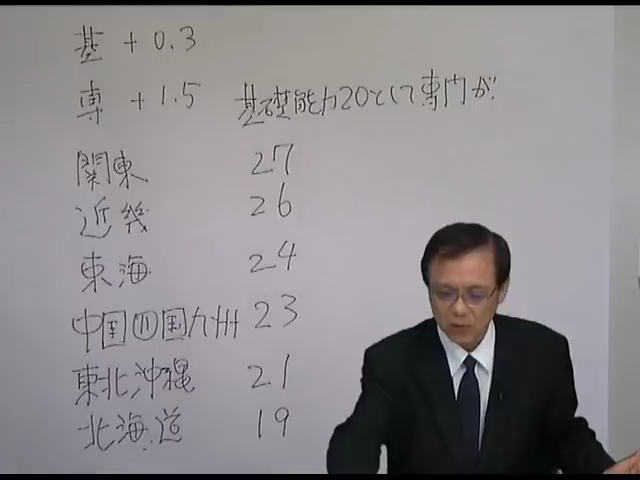 基 + 0.3
専 + 1.5 基礎能力20として専門が
関東 27
近畿 26
東海 24
中国四国九州 23
東北沖縄 21
北海道 19